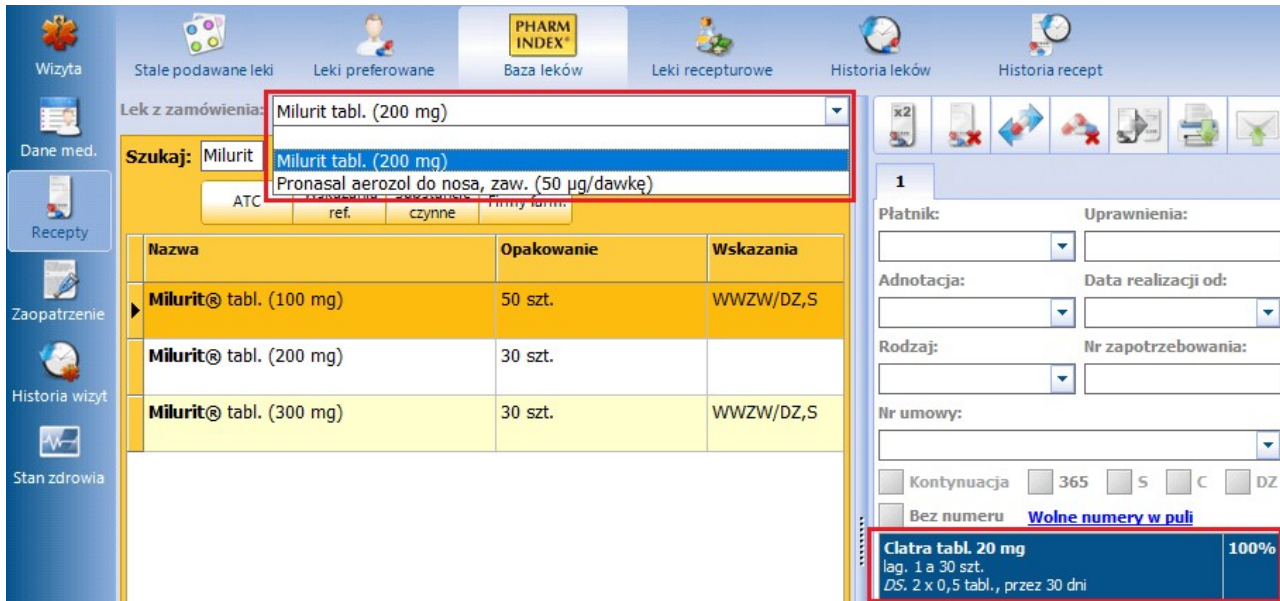 Wizyta
Dane med.
Recepty
Zaopatrzenie
Historia wizyt
Stan zdrowia
Stale podawane leki
Leki preferowane
PHARM
INDEX®
Baza leków
Leki recepturowe
Historia leków
Historia recept
Lek z zamówienia: Milurit tabl. (200 mg)
Milurit tabl. (200 mg)
Pronasal aerozol do nosa, zaw. (50 µg/dawkę)
Szukaj: Milurit
ATC
ref.
czynne
Firmy farm.
Nazwa Opakowanie Wskazania
Milurit® tabl. (100 mg) 50 szt. WWZW/DZ,S
Milurit® tabl. (200 mg) 30 szt.
Milurit® tabl. (300 mg) 30 szt. WWZW/DZ,S
x2
1
Płatnik: Uprawnienia:
Adnotacja: Data realizacji od:
Rodzaj: Nr zapotrzebowania:
Nr umowy:
Kontynuacja 365 S C DZ
Bez numeru Wolne numery w puli
Clatra tabl. 20 mg 100%
lag. 1 a 30 szt.
DS. 2 x 0,5 tabl., przez 30 dni